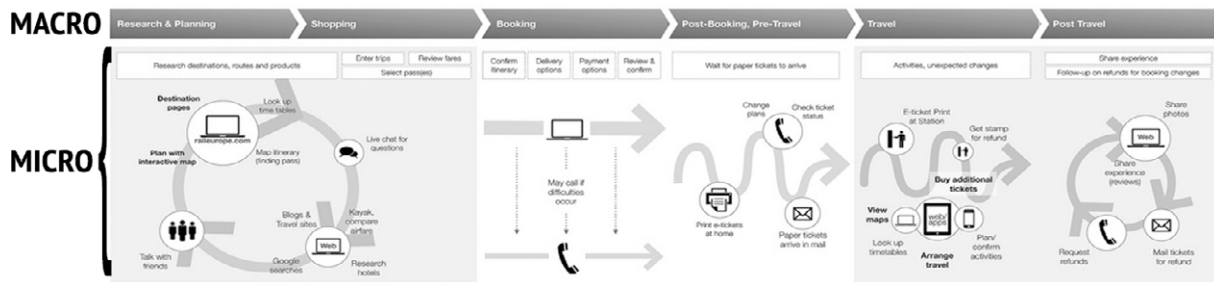 MACRO
Research & Planning
Shopping
Booking
Post-Booking, Pre-Travel
Travel
Post Travel
MICRO
Research destinations, routes and products
Enter trips
Review fares
Select pass(es)
Destination
pages
Look up
time tables
raileurope.com
Plan with
interactive map
Map itinerary
(finding pass)
Live chat for
questions
Blogs &
Travel sites
Kayak,
compare
airfare
Web
Talk with
friends
Google
searches
Research
hotels
Confirm
itinerary
Delivery
options
Payment
options
Review &
confirm
May call if
difficulties
occur
Wait for paper tickets to arrive
Change
plans
Check ticket
status
Print e-tickets
at home
Paper tickets
arrive in mail
Activities, unexpected changes
E-ticket Print
at Station
Get stamp
for refund
Buy additional
tickets
View
maps
web/
apps
Look up
timetables
Plan/
confirm
activities
Arrange
travel
Share experience
Follow-up on refunds for booking changes
Share
photos
Web
Share
experience
(reviews)
Request
refunds
Mail tickets
for refund